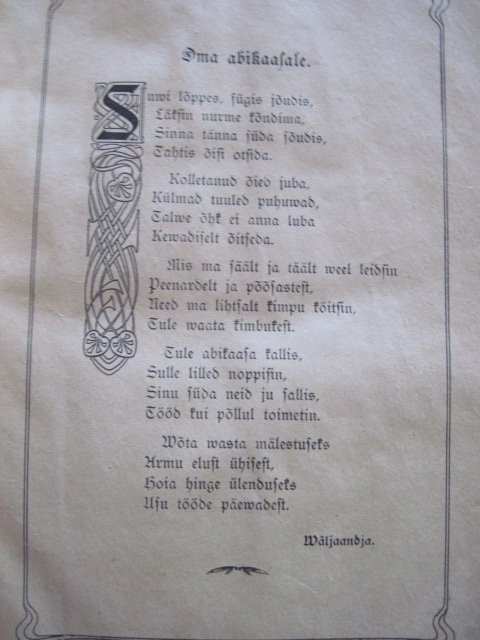 Oma abikaasale.
Suwi lõppes, sügis jõudis,
Läksin nurme kõndima,
Sinna tänna süda sõudis,
Tahtis õisi otsida.
Kolletanud õied juba,
Külmad tuuled puhuwad,
Talwe õhk ei anna luba
Kewadiselt õitseda.
Mis ma säält ja täält weel leidsin
Peenardelt ja põõsastest,
Need ma lihtsalt kimpu köitsin,
Tule waata kimbukest.
Tule abikaasa kallis,
Sulle lilled noppisin,
Sinu süda neid ju sallis,
Tööd kui põllul toimetin.
Wõta wasta mälestuseks
Armu elust ühisest,
Hoia hinge ülenduseks
Usu tööde päewadest.
Wäljaandja.